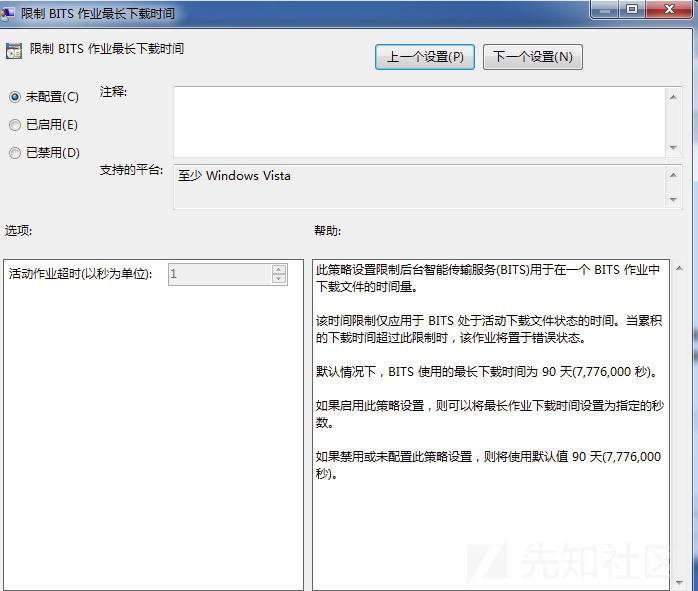 限制 BITS 作业最长下载时间
限制 BITS 作业最长下载时间
上一个设置(P)
下一个设置(N)
未配置(C)
注释:
已启用(E)
已禁用(D)
支持的平台:
至少 Windows Vista
选项:
帮助:
活动作业超时(以秒为单位):
1
此策略设置限制后台智能传输服务(BITS)用于在一个 BITS 作业中
下载文件的时间量。
该时间限制仅应用于 BITS 处于活动下载文件状态的时间。当累积
的下载时间超过此限制时，该作业将置于错误状态。
默认情况下，BITS 使用的最长下载时间为 90 天(7,776,000 秒)。
如果启用此策略设置，则可以将最长作业下载时间设置为指定的秒
数。
如果禁用或未配置此策略设置，则将使用默认值 90 天(7,776,000
秒)。
先知社区